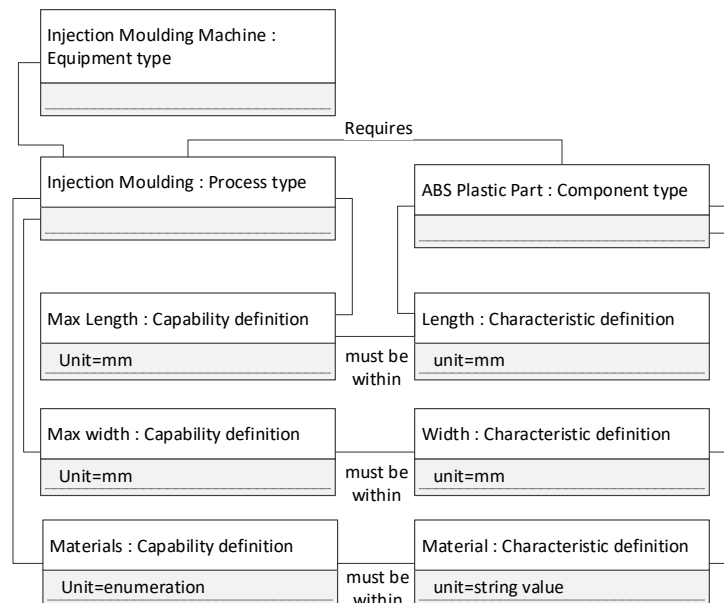 Injection Moulding Machine :
Equipment type
Requires
Injection Moulding : Process type
ABS Plastic Part : Component type
Max Length : Capability definition
Length : Characteristic definition
Unit=mm
must be
within
unit=mm
Max width : Capability definition
Width : Characteristic definition
Unit=mm
must be
within
unit=mm
Materials : Capability definition
Material : Characteristic definition
Unit=enumeration
must be
within
unit=string value